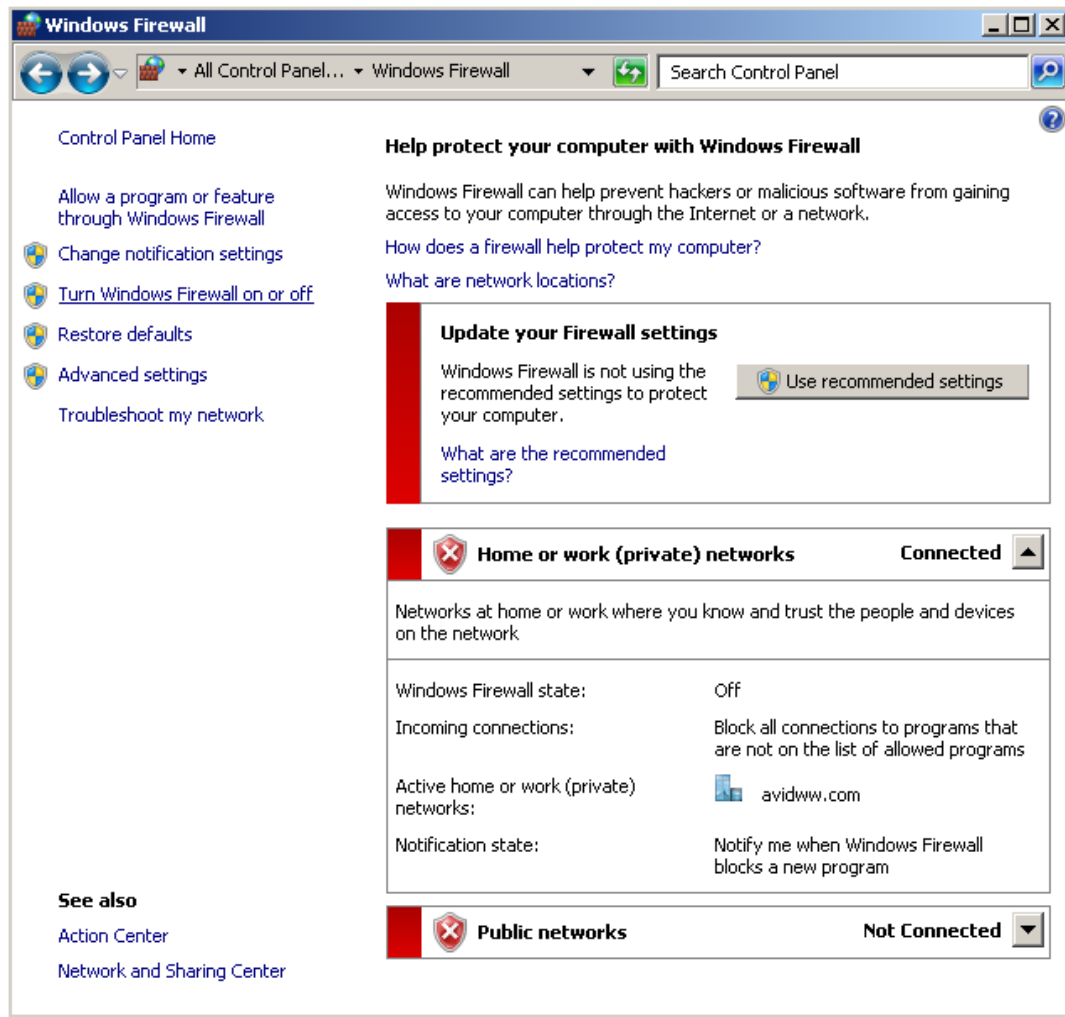 Windows Firewall
All Control Panel... Windows Firewall
Search Control Panel
Control Panel Home
Allow a program or feature
through Windows Firewall
Change notification settings
Turn Windows Firewall on or off
Restore defaults
Advanced settings
Troubleshoot my network
See also
Action Center
Network and Sharing Center
Help protect your computer with Windows Firewall
Windows Firewall can help prevent hackers or malicious software from gaining
access to your computer through the Internet or a network.
How does a firewall help protect my computer?
What are network locations?
Update your Firewall settings
Windows Firewall is not using the
recommended settings to protect
your computer.
Use recommended settings
What are the recommended
settings?
Home or work (private) networks Connected
Networks at home or work where you know and trust the people and devices
on the network
Windows Firewall state: Off
Incoming connections: Block all connections to programs that
are not on the list of allowed programs
Active home or work (private)
networks:
avidww.com
Notification state: Notify me when Windows Firewall
blocks a new program
Public networks Not Connected